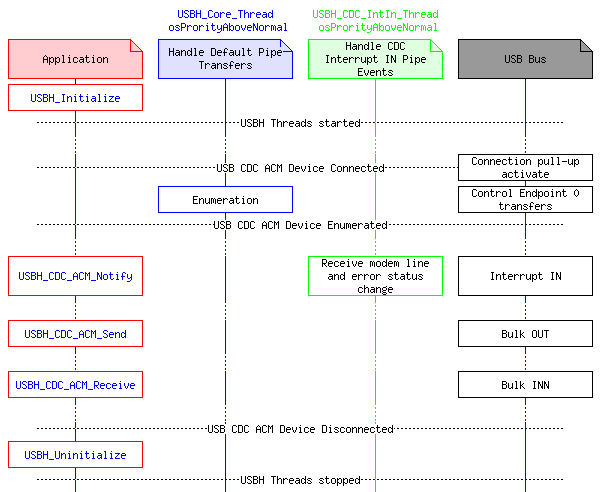 USBH_Core_Thread
osProrityAboveNormal
USBH_CDC_IntIn_Thread
osProrityAboveNormal
Application
Handle Default Pipe
Transfers
Handle CDC
Interrupt IN Pipe
Events
USB Bus
USBH_Initialize
USBH Threads started
USB CDC ACM Device Connected
Connection pull-up
activate
Enumeration
Control Endpoint 0
transfers
USB CDC ACM Device Enumerated
USBH_CDC_ACM_Notify
Receive modem line
and error status
change
Interrupt IN
USBH_CDC_ACM_Send
Bulk OUT
USBH_CDC_ACM_Receive
Bulk INN
USB CDC ACM Device Disconnected
USBH_Uninitialize
USBH Threads stopped